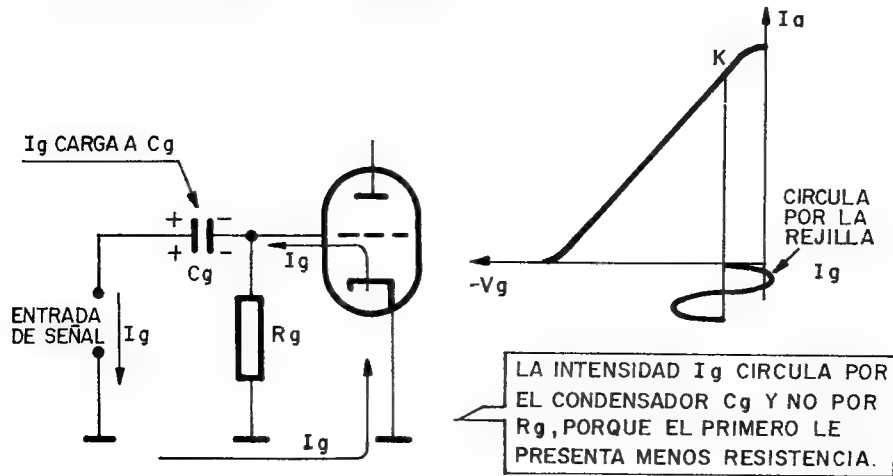 Ig CARGA A Cg
+ -
+ -
Cg
Ig
ENTRADA
DE SEÑAL
Ig
Rg
Ig
Ia
K
CIRCULA
POR LA
REJILLA
-Vg
Ig
LA INTENSIDAD Ig CIRCULA POR
EL CONDENSADOR Cg Y NO POR
Rg, PORQUE EL PRIMERO LE
PRESENTA MENOS RESISTENCIA.